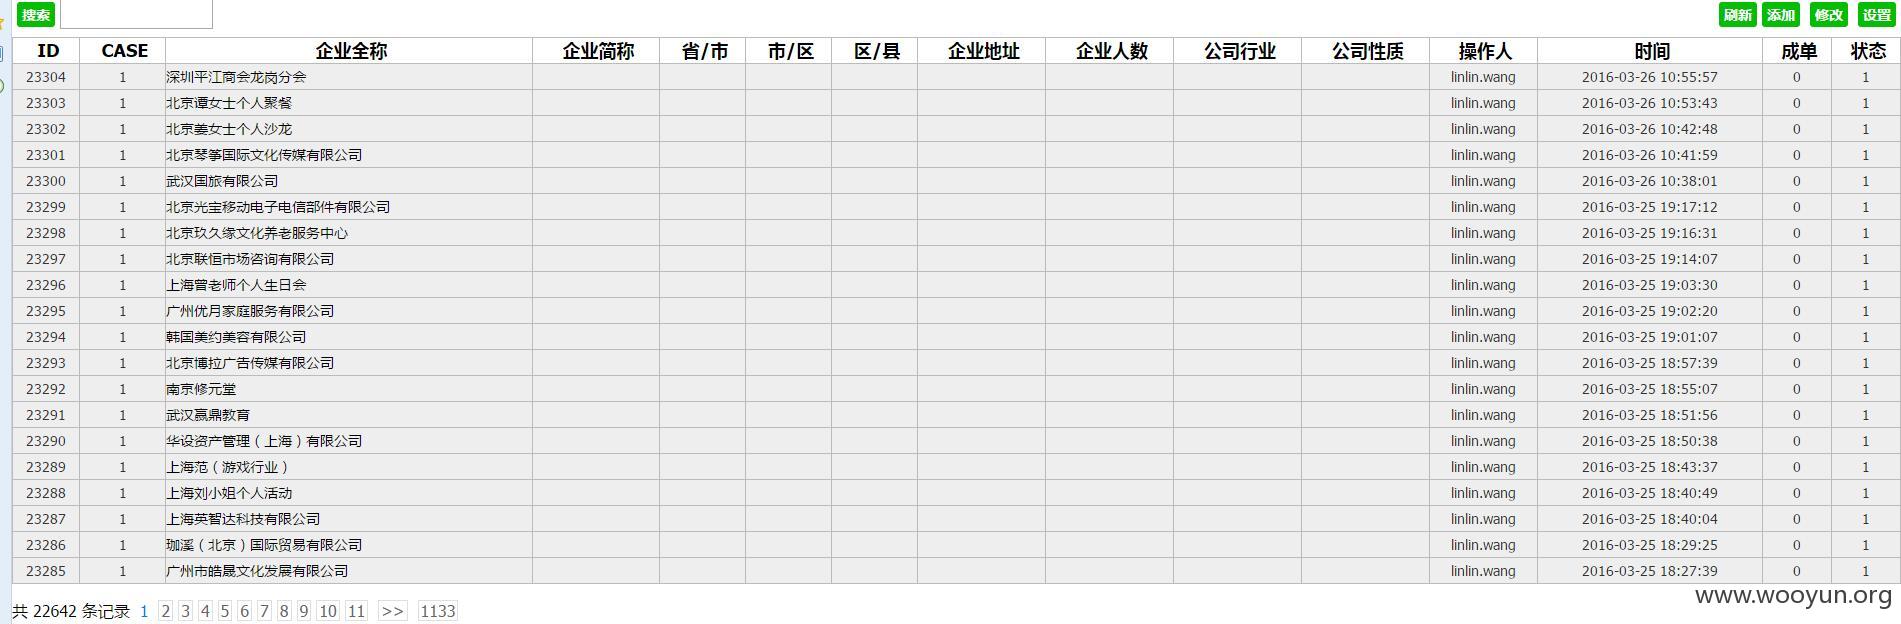 搜索 刷新 添加 修改 设置
ID CASE 企业全称 企业简称 省/市 市/区 区/县 企业地址 企业人数 公司行业 公司性质 操作人 时间 成单 状态
23304 1 深圳平江商会龙岗分会 linlin.wang 2016-03-26 10:55:57 0 1
23303 1 北京谭女士个人聚餐 linlin.wang 2016-03-26 10:53:43 0 1
23302 1 北京姜女士个人沙龙 linlin.wang 2016-03-26 10:42:48 0 1
23301 1 北京琴筝国际文化传媒有限公司 linlin.wang 2016-03-26 10:41:59 0 1
23300 1 武汉国旅有限公司 linlin.wang 2016-03-26 10:38:01 0 1
23299 1 北京光宝移动电子电信部件有限公司 linlin.wang 2016-03-25 19:17:12 0 1
23298 1 北京玖久缘文化养老服务中心 linlin.wang 2016-03-25 19:16:31 0 1
23297 1 北京联恒市场咨询有限公司 linlin.wang 2016-03-25 19:14:07 0 1
23296 1 上海曾老师个人生日会 linlin.wang 2016-03-25 19:03:30 0 1
23295 1 广州优月家庭服务有限公司 linlin.wang 2016-03-25 19:02:20 0 1
23294 1 韩国美约美容有限公司 linlin.wang 2016-03-25 19:01:07 0 1
23293 1 北京博拉广告传媒有限公司 linlin.wang 2016-03-25 18:57:39 0 1
23292 1 南京修元堂 linlin.wang 2016-03-25 18:55:07 0 1
23291 1 武汉赢鼎教育 linlin.wang 2016-03-25 18:51:56 0 1
23290 1 华设资产管理（上海）有限公司 linlin.wang 2016-03-25 18:50:38 0 1
23289 1 上海范（游戏行业） linlin.wang 2016-03-25 18:43:37 0 1
23288 1 上海刘小姐个人活动 linlin.wang 2016-03-25 18:40:49 0 1
23287 1 上海英智达科技有限公司 linlin.wang 2016-03-25 18:40:04 0 1
23286 1 珈溪（北京）国际贸易有限公司 linlin.wang 2016-03-25 18:29:25 0 1
23285 1 广州市皓晟文化发展有限公司 linlin.wang 2016-03-25 18:27:39 0 1
共 22642 条记录 1 2 3 4 5 6 7 8 9 10 11 >> 1133
www.wooyun.org